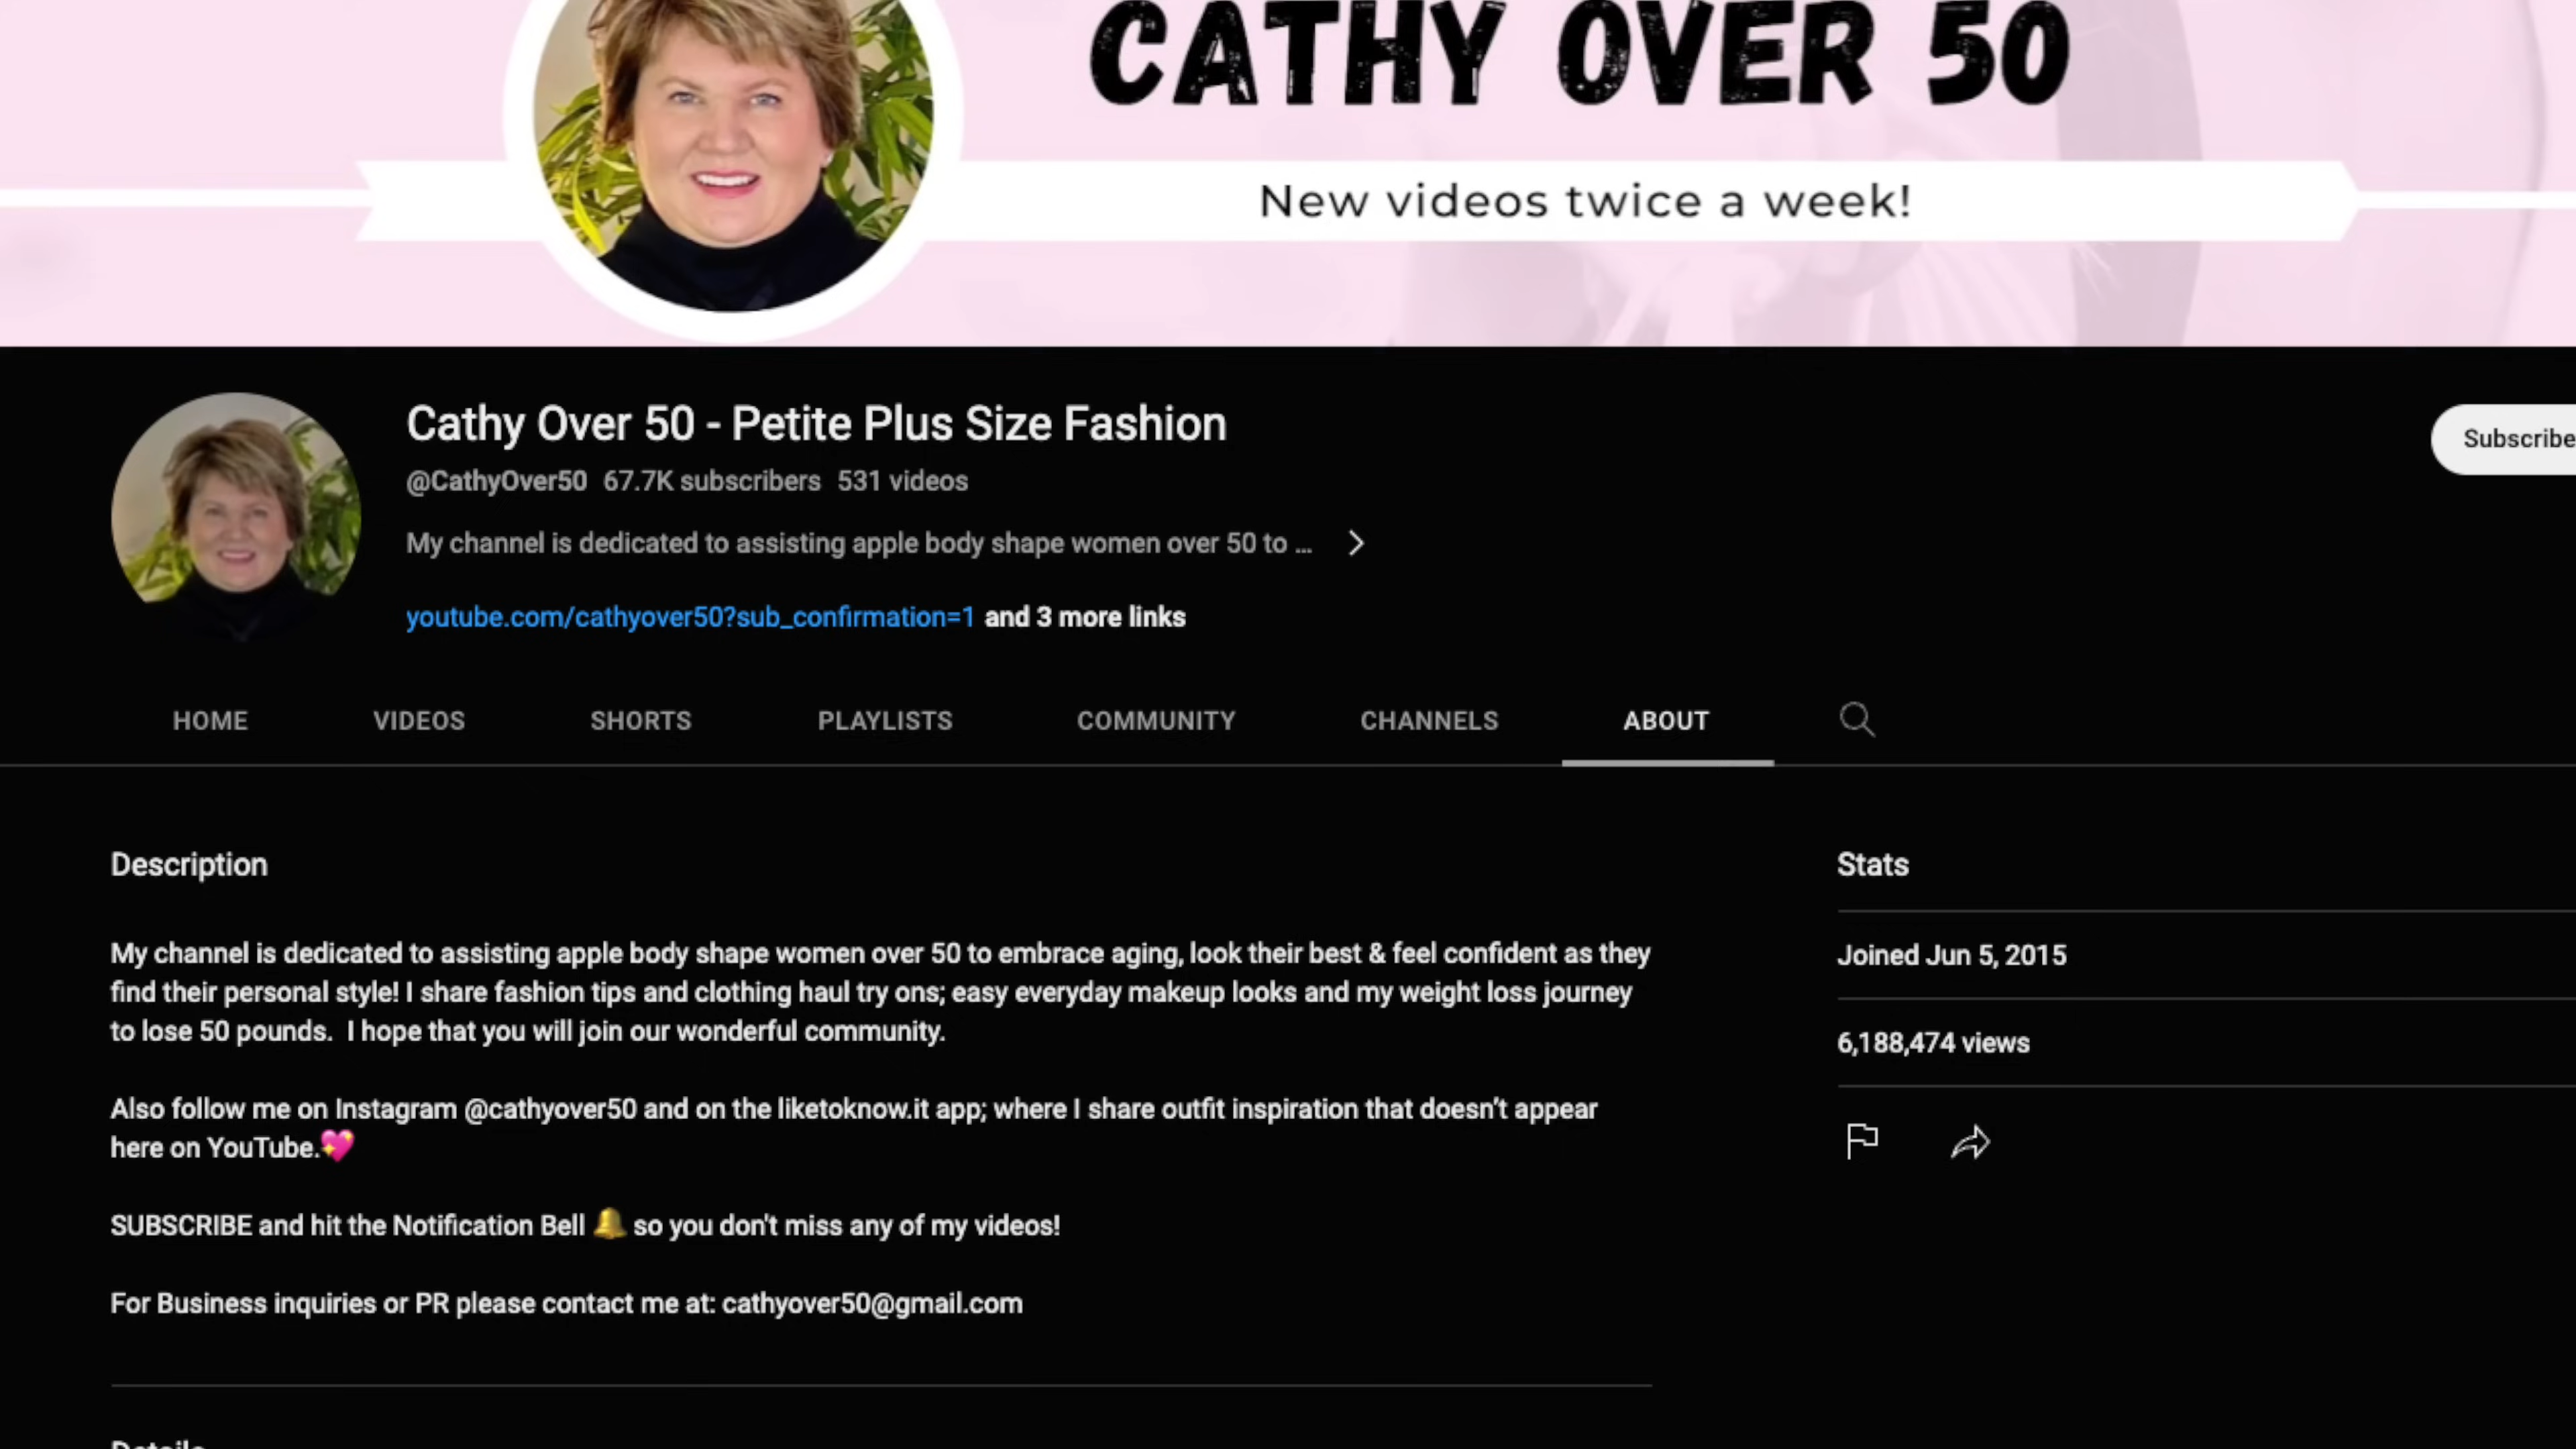 CATHY OVER 50
New videos twice a week!
Cathy Over 50 - Petite Plus Size Fashion
@CathyOver50 67.7K subscribers 531 videos
Subscribe
My channel is dedicated to assisting apple body shape women over 50 to ...
youtube.com/cathyover50?sub_confirmation=1 and 3 more links
HOME VIDEOS SHORTS PLAYLISTS COMMUNITY CHANNELS ABOUT
Description
My channel is dedicated to assisting apple body shape women over 50 to embrace aging, look their best & feel confident as they
find their personal style! I share fashion tips and clothing haul try ons; easy everyday makeup looks and my weight loss journey
to lose 50 pounds.  I hope that you will join our wonderful community.
Also follow me on Instagram @cathyover50 and on the liketoknow.it app; where I share outfit inspiration that doesn’t appear
here on YouTube.💖
SUBSCRIBE and hit the Notification Bell 🔔 so you don't miss any of my videos!
For Business inquiries or PR please contact me at: cathyover50@gmail.com
Stats
Joined Jun 5, 2015
6,188,474 views
Details